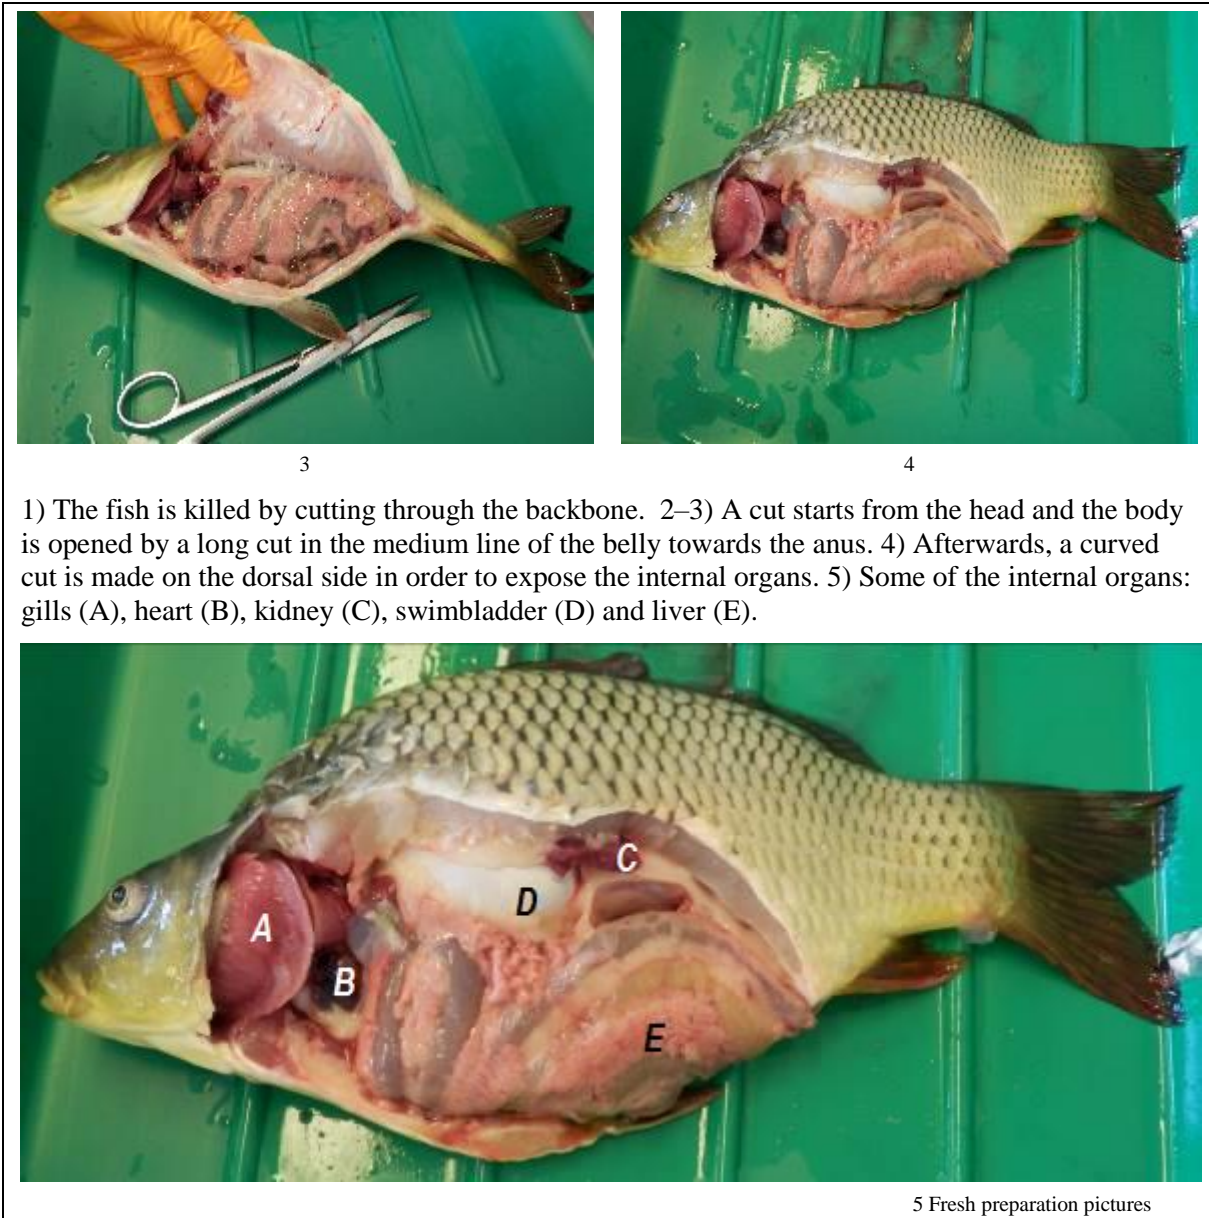 3
4
1) The fish is killed by cutting through the backbone.  2–3) A cut starts from the head and the body
is opened by a long cut in the medium line of the belly towards the anus. 4) Afterwards, a curved
cut is made on the dorsal side in order to expose the internal organs. 5) Some of the internal organs:
gills (A), heart (B), kidney (C), swimbladder (D) and liver (E).
C
D
A
B
E
5 Fresh preparation pictures